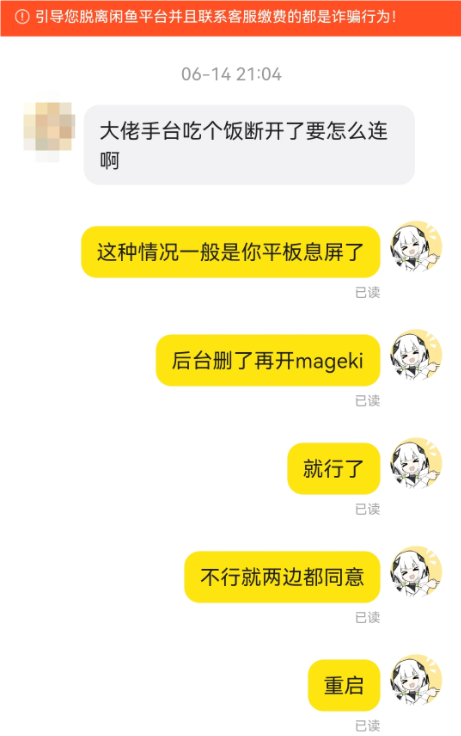 引导您脱离闲鱼平台并且联系客服缴费的都是诈骗行为！
06-14 21:04
大佬手台吃个饭断开了要怎么连
啊
这种情况一般是你平板息屏了
已读
后台删了再开mageki
已读
就行了
已读
不行就两边都同意
已读
重启
已读